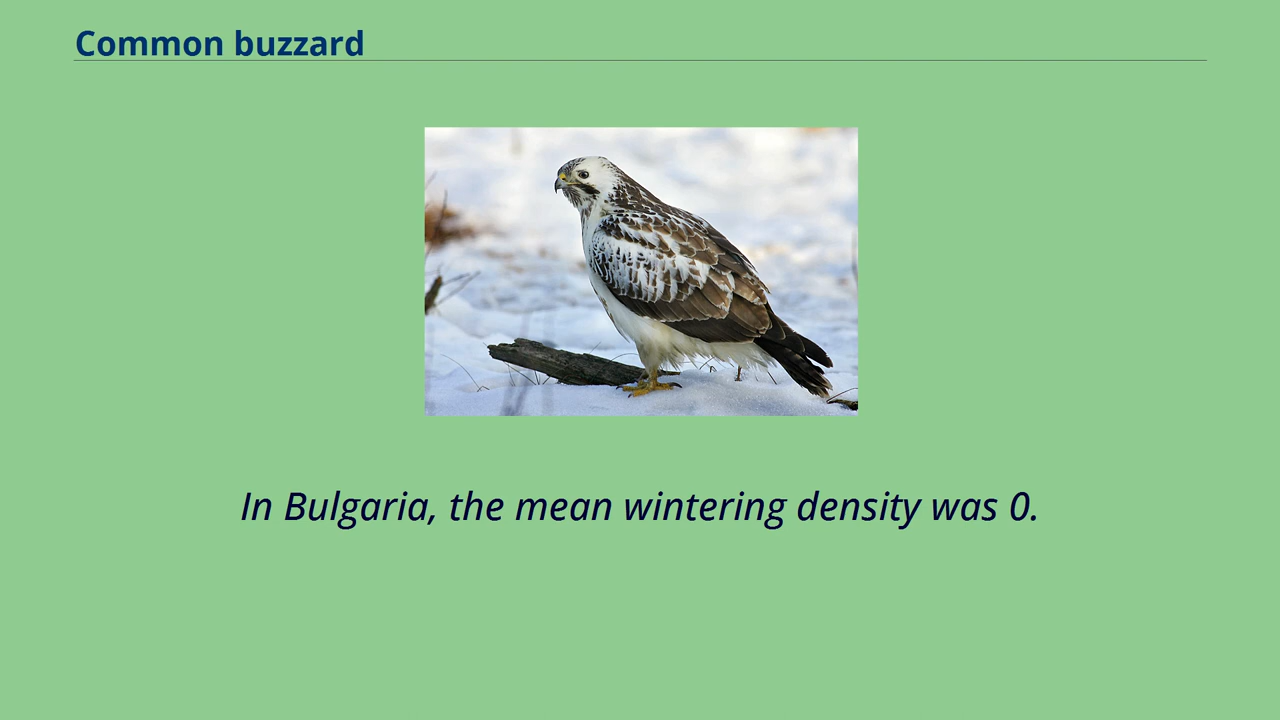 Common buzzard
In Bulgaria, the mean wintering density was 0.